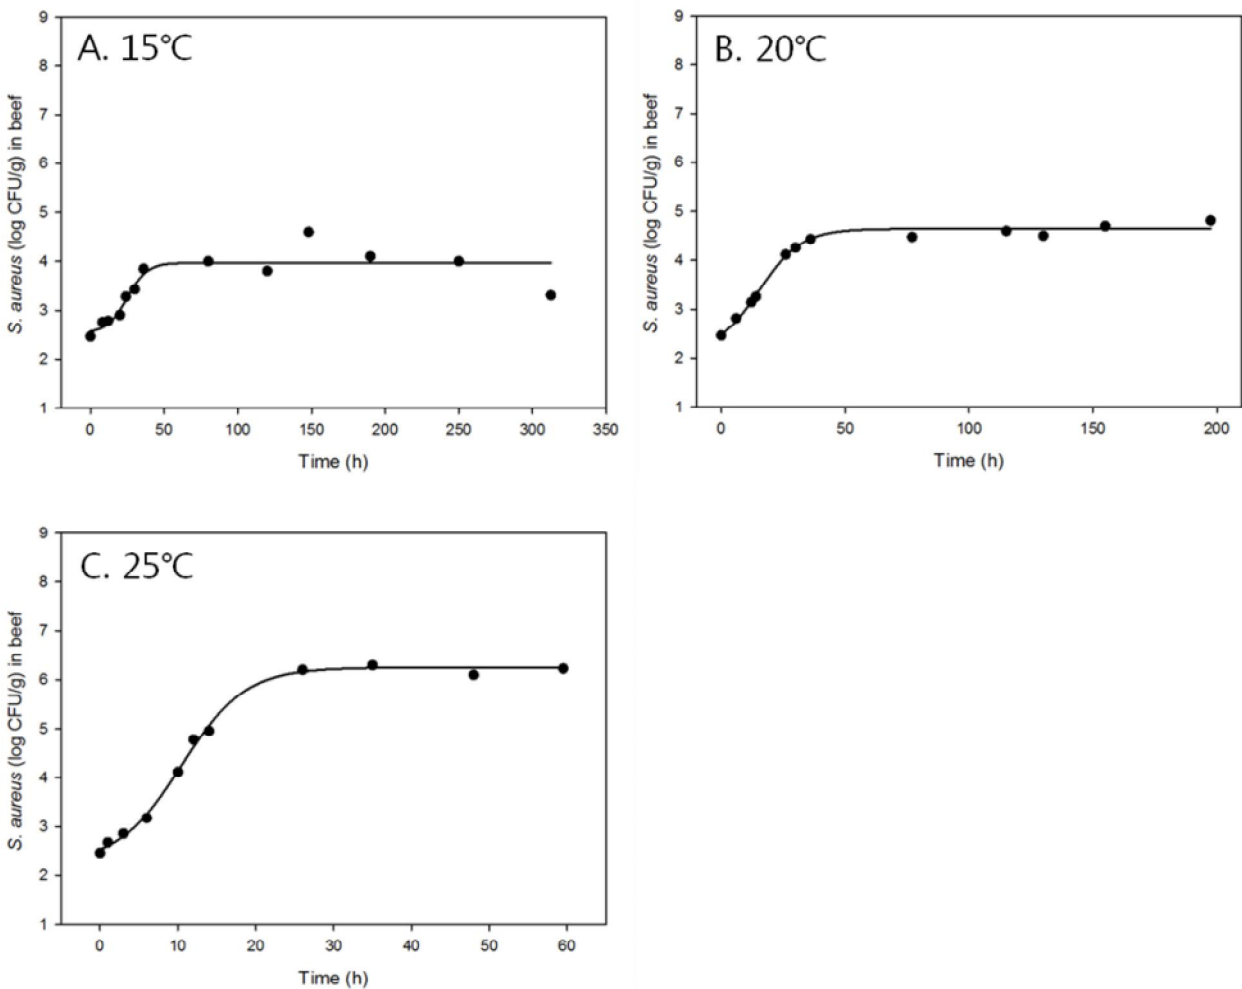 A. 15℃
9
8
7
6
5
4
3
2
1
S. aureus (log CFU/g) in beef
0 50 100 150 200 250 300 350
Time (h)
B. 20℃
9
8
7
6
5
4
3
2
1
S. aureus (log CFU/g) in beef
0 50 100 150 200
Time (h)
C. 25℃
9
8
7
6
5
4
3
2
1
S. aureus (log CFU/g) in beef
0 10 20 30 40 50 60
Time (h)